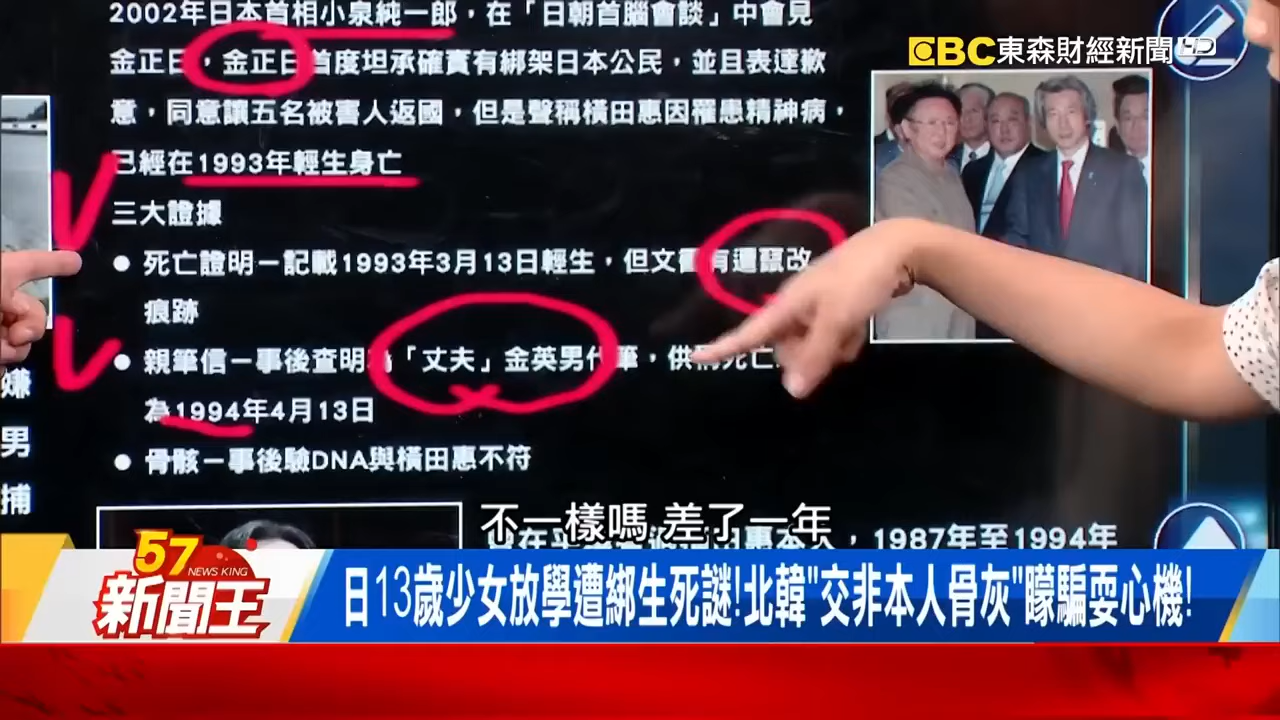 2002年日本首相小泉純一郎，在「日朝首腦會談」中會見
金正日，金正日首度坦承確實有綁架日本公民，並且表達歉
意，同意讓五名被害人返國，但是聲稱橫田惠因罹患精神病，
已經在1993年輕生身亡
三大證據
● 死亡證明－記載1993年3月13日輕生，但文 有遭竄改
痕跡
● 親筆信－事後查明 「丈夫」金英男代筆，供稱死亡
為1994年4月13日
● 骨骸－事後驗DNA與橫田惠不符
EBC東森財經新聞HD
嫌
男
捕
不一樣嗎 差了一年
，1987年至1994年
57
NEWS KING
新聞王
日13歲少女放學遭綁生死謎!北韓"交非本人骨灰"矇騙耍心機!